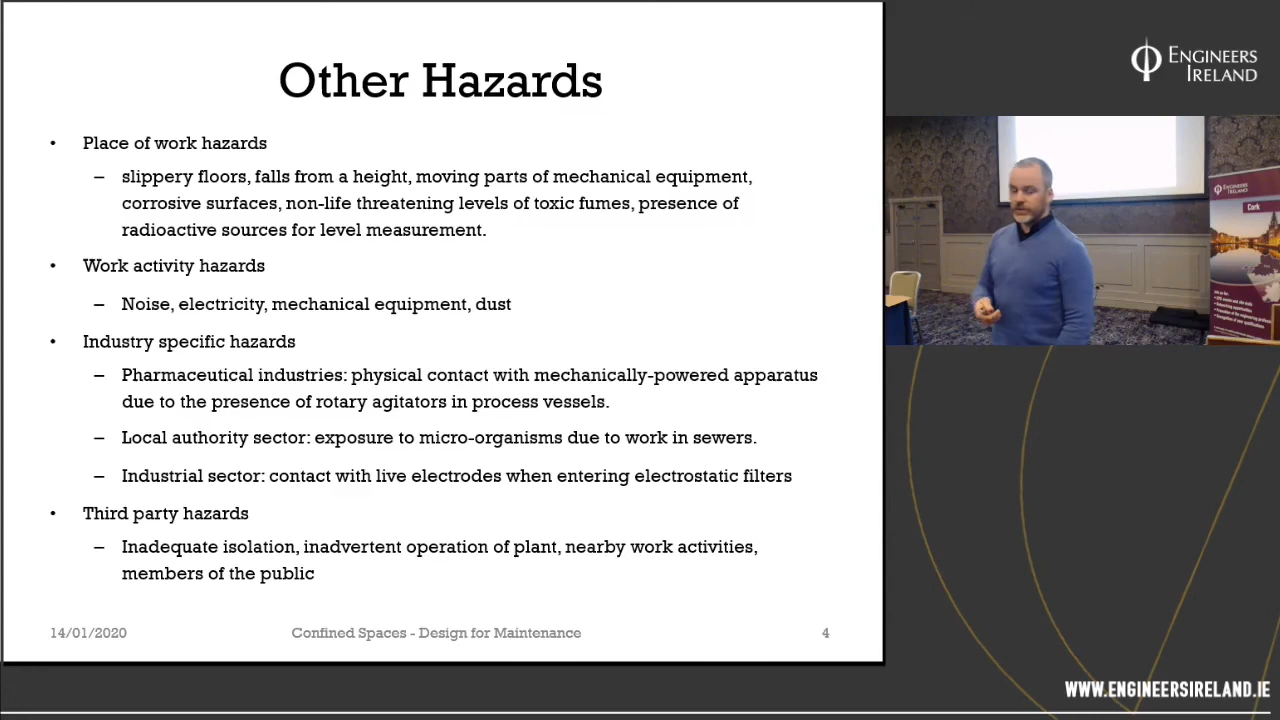 Other Hazards
• Place of work hazards
– slippery floors, falls from a height, moving parts of mechanical equipment,
corrosive surfaces, non-life threatening levels of toxic fumes, presence of
radioactive sources for level measurement.
• Work activity hazards
– Noise, electricity, mechanical equipment, dust
• Industry specific hazards
– Pharmaceutical industries: physical contact with mechanically-powered apparatus
due to the presence of rotary agitators in process vessels.
– Local authority sector: exposure to micro-organisms due to work in sewers.
– Industrial sector: contact with live electrodes when entering electrostatic filters
• Third party hazards
– Inadequate isolation, inadvertent operation of plant, nearby work activities,
members of the public
14/01/2020 Confined Spaces - Design for Maintenance 4
ENGINEERS
IRELAND
ENGINEERS
IRELAND
Cork
WWW.ENGINEERSIRELAND.IE